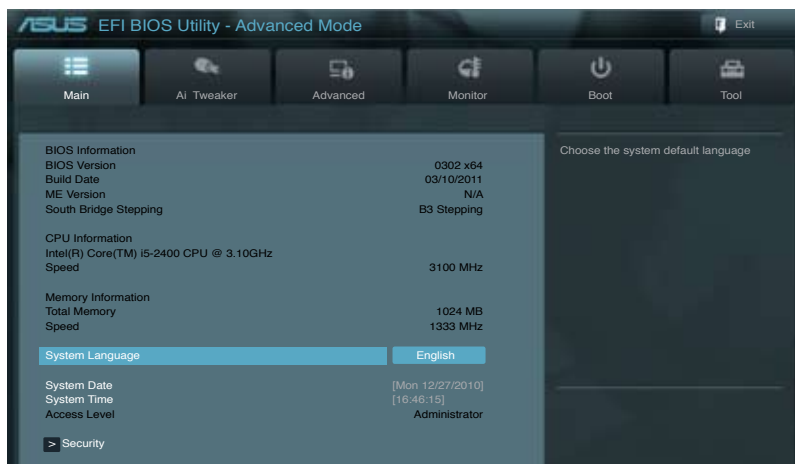 ASUS EFI BIOS Utility - Advanced Mode Exit
Main Ai Tweaker Advanced Monitor Boot Tool
BIOS Information
BIOS Version 0302 x64
Build Date 03/10/2011
ME Version N/A
South Bridge Stepping B3 Stepping
CPU Information
Intel(R) Core(TM) i5-2400 CPU @ 3.10GHz
Speed 3100 MHz
Memory Information
Total Memory 1024 MB
Speed 1333 MHz
System Language English
System Date [Mon 12/27/2010]
System Time [16:46:15]
Access Level Administrator
> Security
Choose the system default language